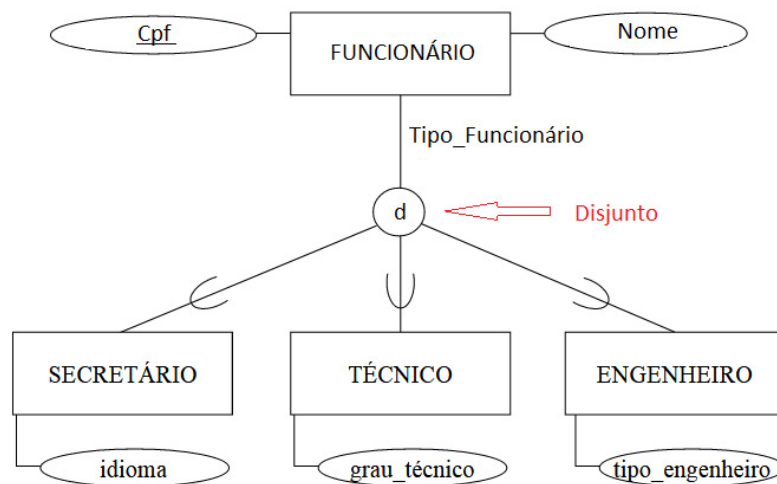 Cpf
FUNCIONÁRIO
Nome
Tipo_Funcionário
d
Disjunto
SECRETÁRIO
TÉCNICO
ENGENHEIRO
idioma
grau_técnico
tipo_engenheiro